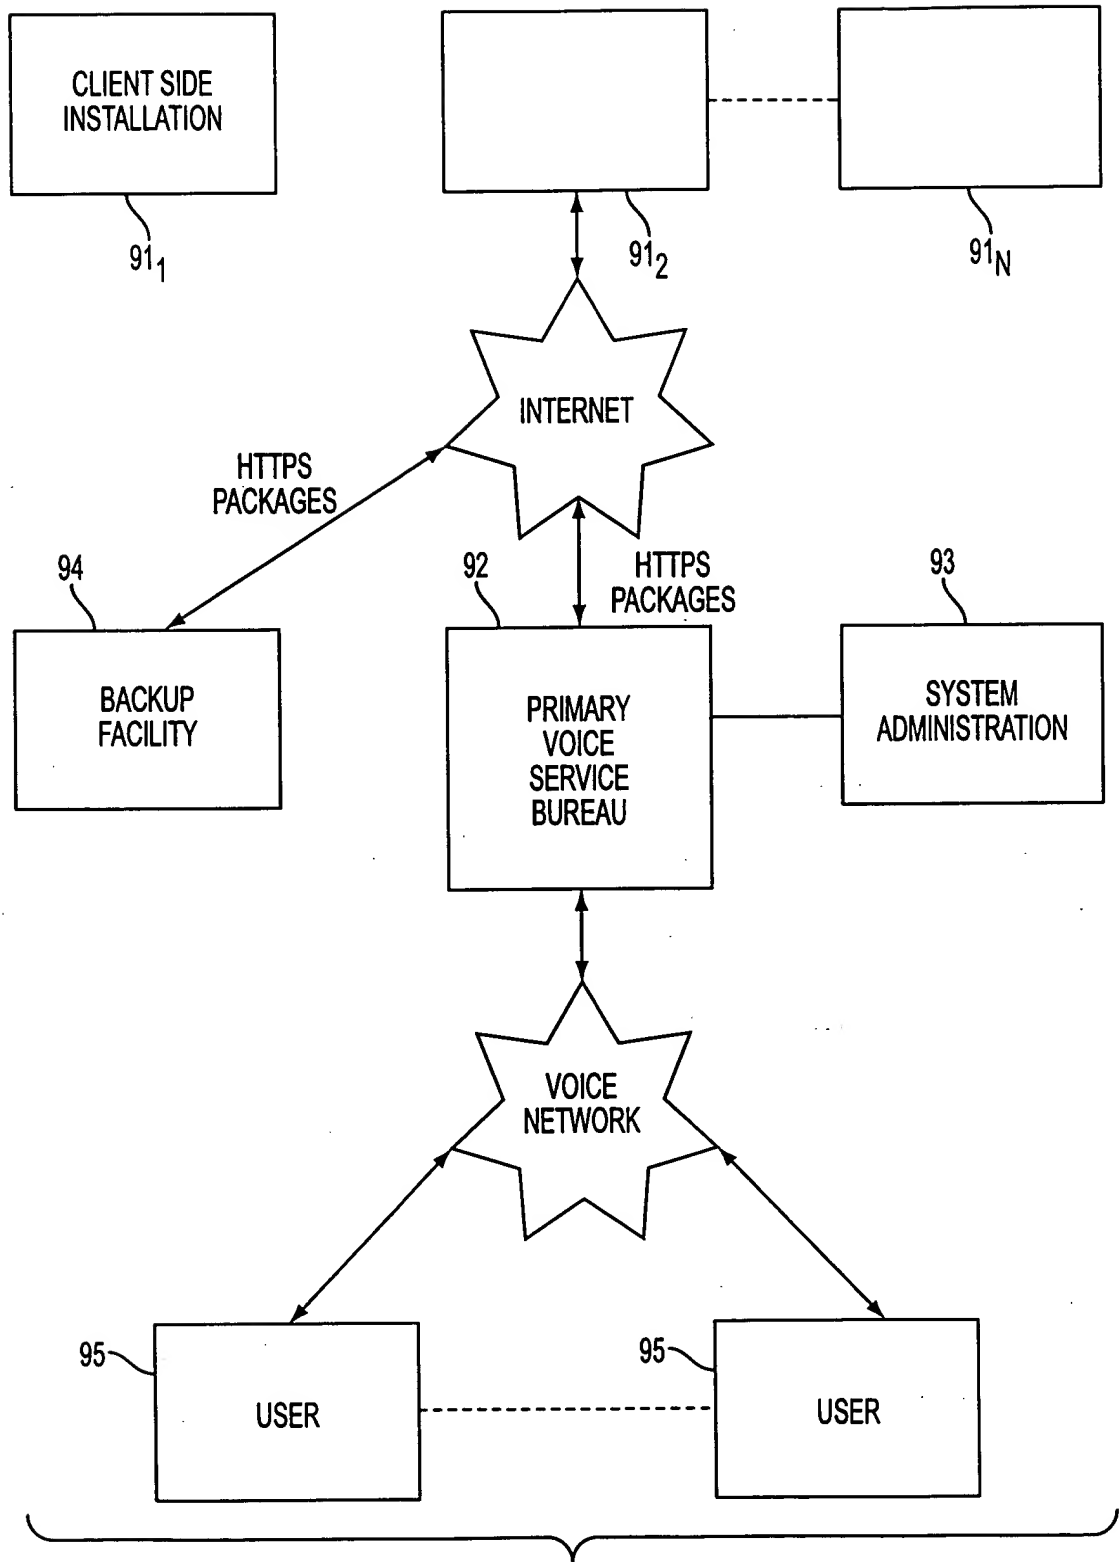 CLIENT SIDE
INSTALLATION
91₁
91₂
91N
INTERNET
HTTPS
PACKAGES
HTTPS
PACKAGES
94
92
93
BACKUP
FACILITY
PRIMARY
VOICE
SERVICE
BUREAU
SYSTEM
ADMINISTRATION
VOICE
NETWORK
95
USER
95
USER